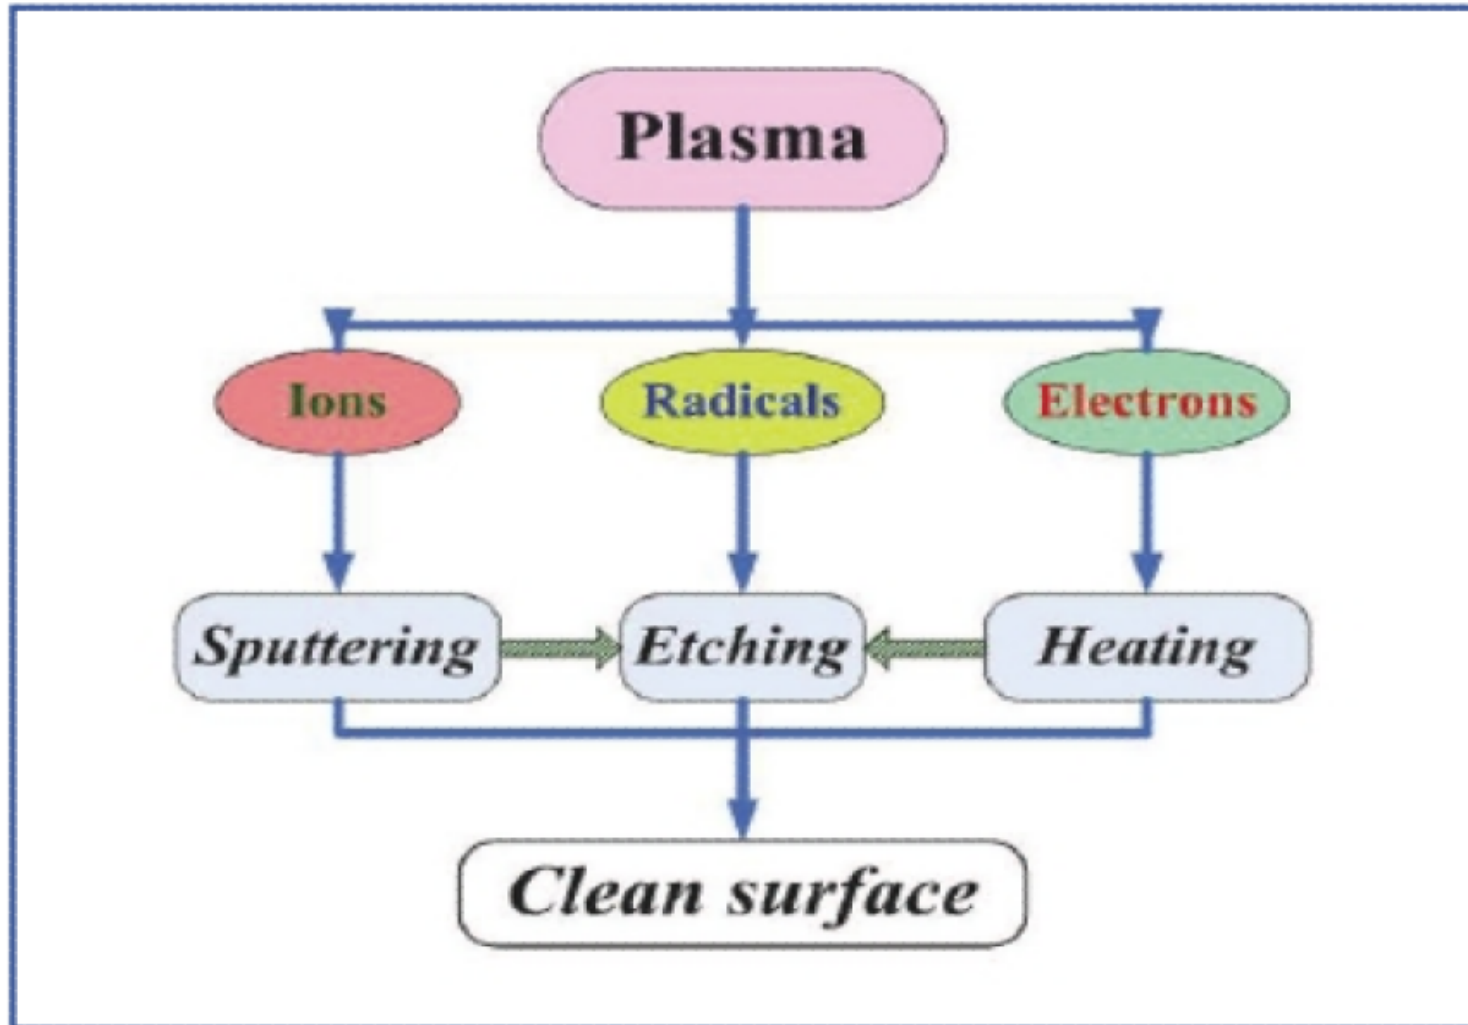 Plasma
Ions
Radicals
Electrons
Sputtering
Etching
Heating
Clean surface